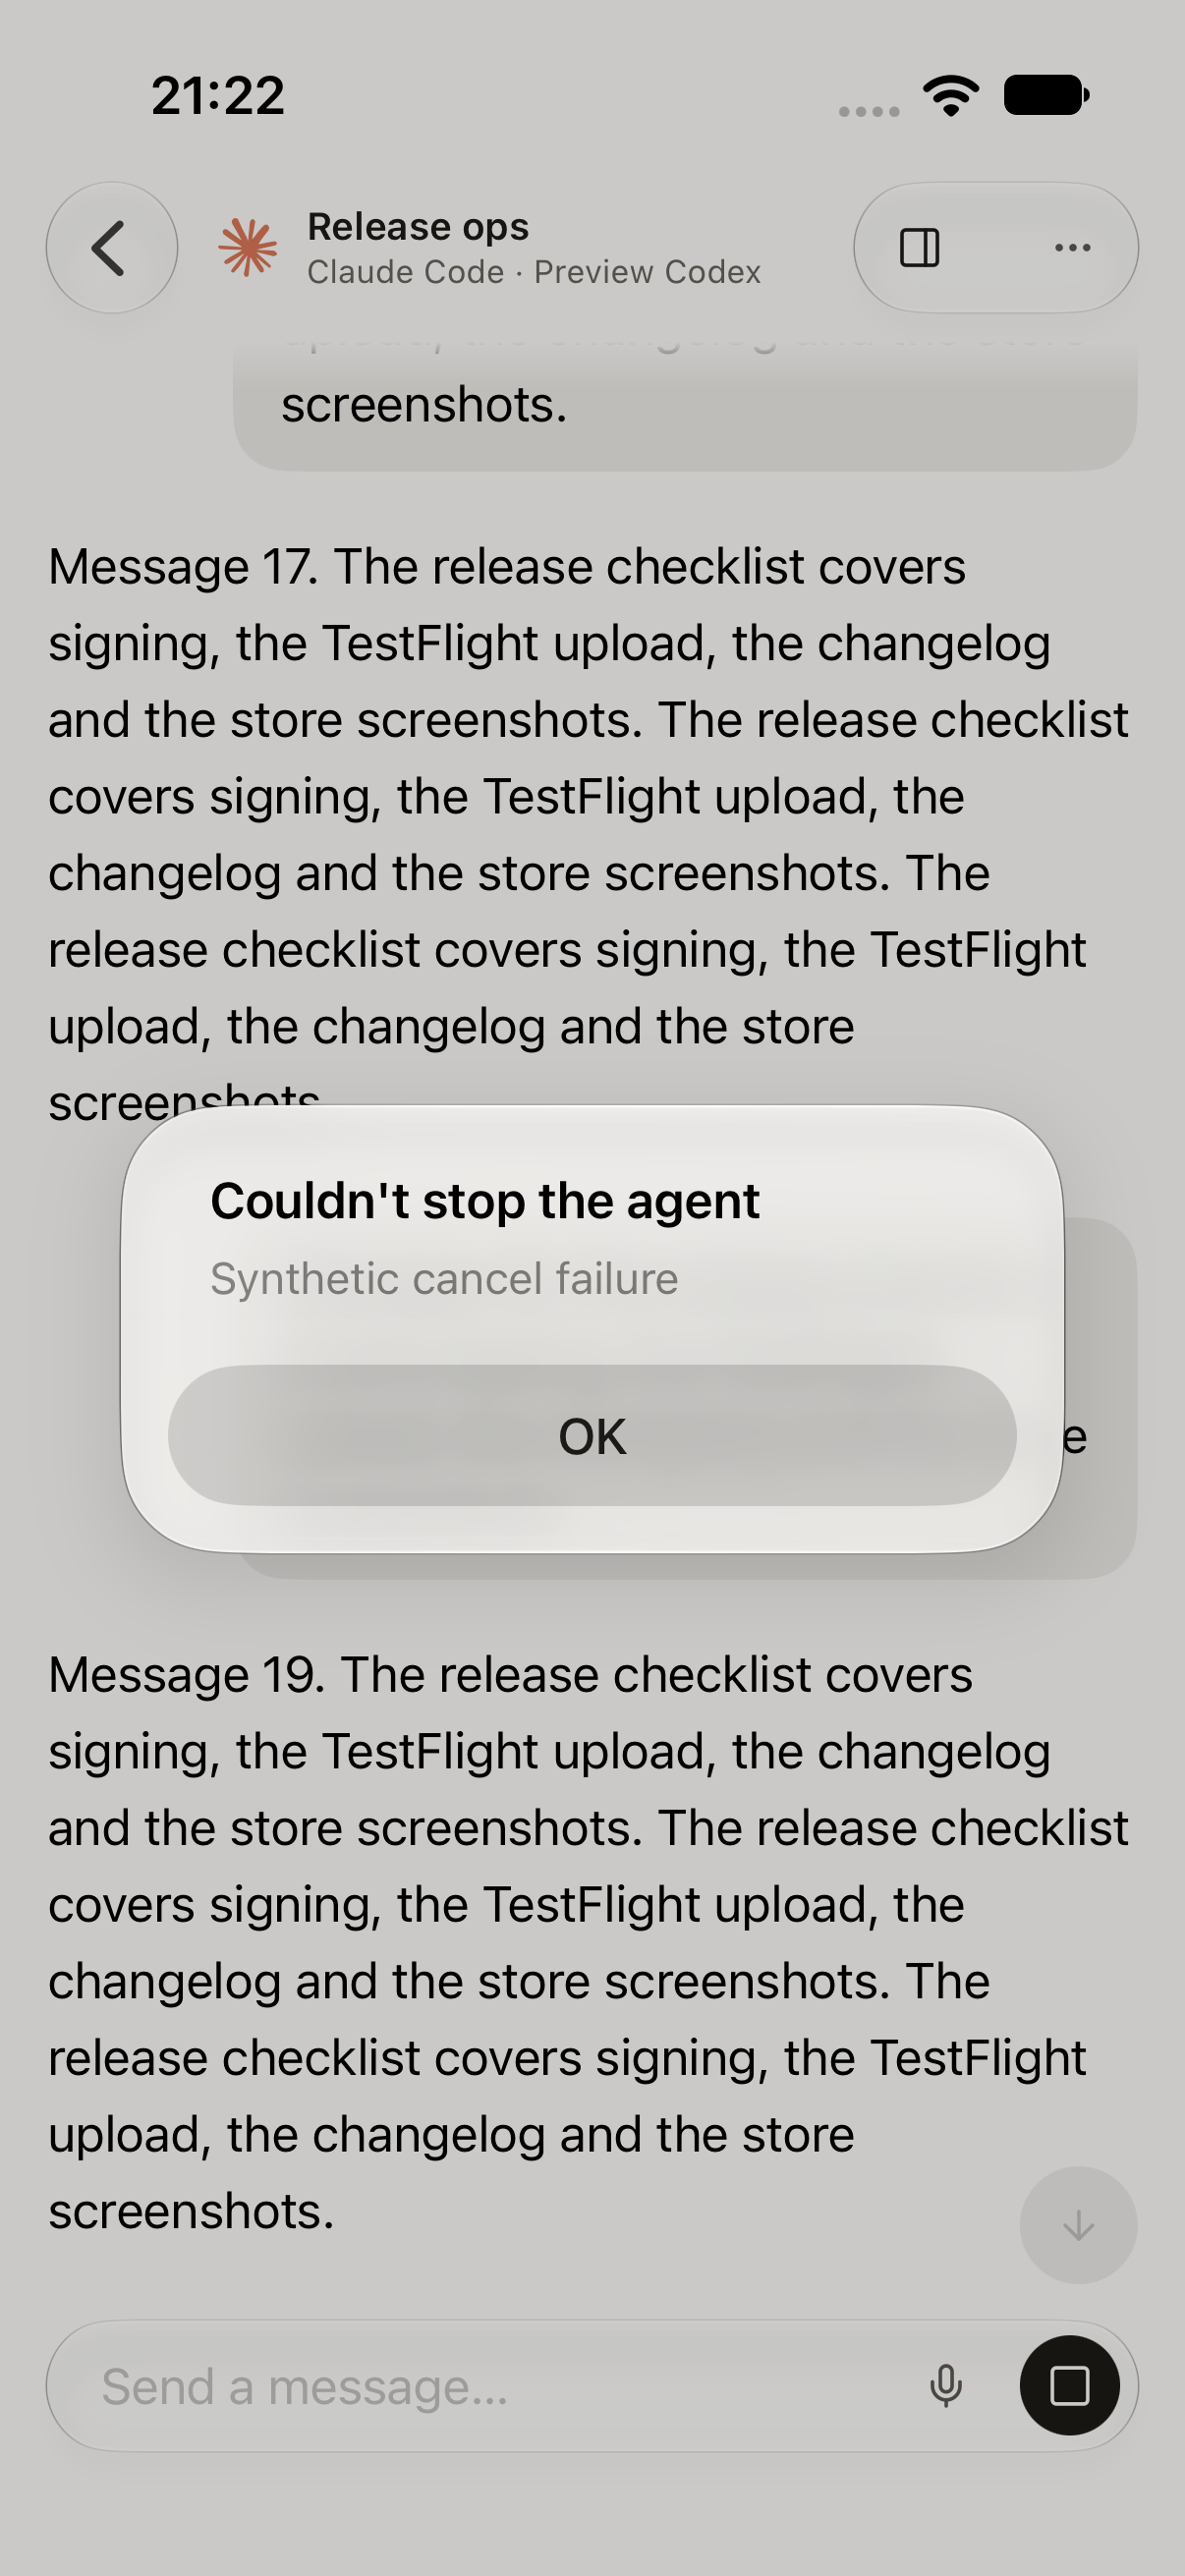 21:22
Release ops
Claude Code · Preview Codex
screenshots.
Message 17. The release checklist covers
signing, the TestFlight upload, the changelog
and the store screenshots. The release checklist
covers signing, the TestFlight upload, the
changelog and the store screenshots. The
release checklist covers signing, the TestFlight
upload, the changelog and the store
screenshots
Couldn't stop the agent
Synthetic cancel failure
OK
e
Message 19. The release checklist covers
signing, the TestFlight upload, the changelog
and the store screenshots. The release checklist
covers signing, the TestFlight upload, the
changelog and the store screenshots. The
release checklist covers signing, the TestFlight
upload, the changelog and the store
screenshots.
Send a message...